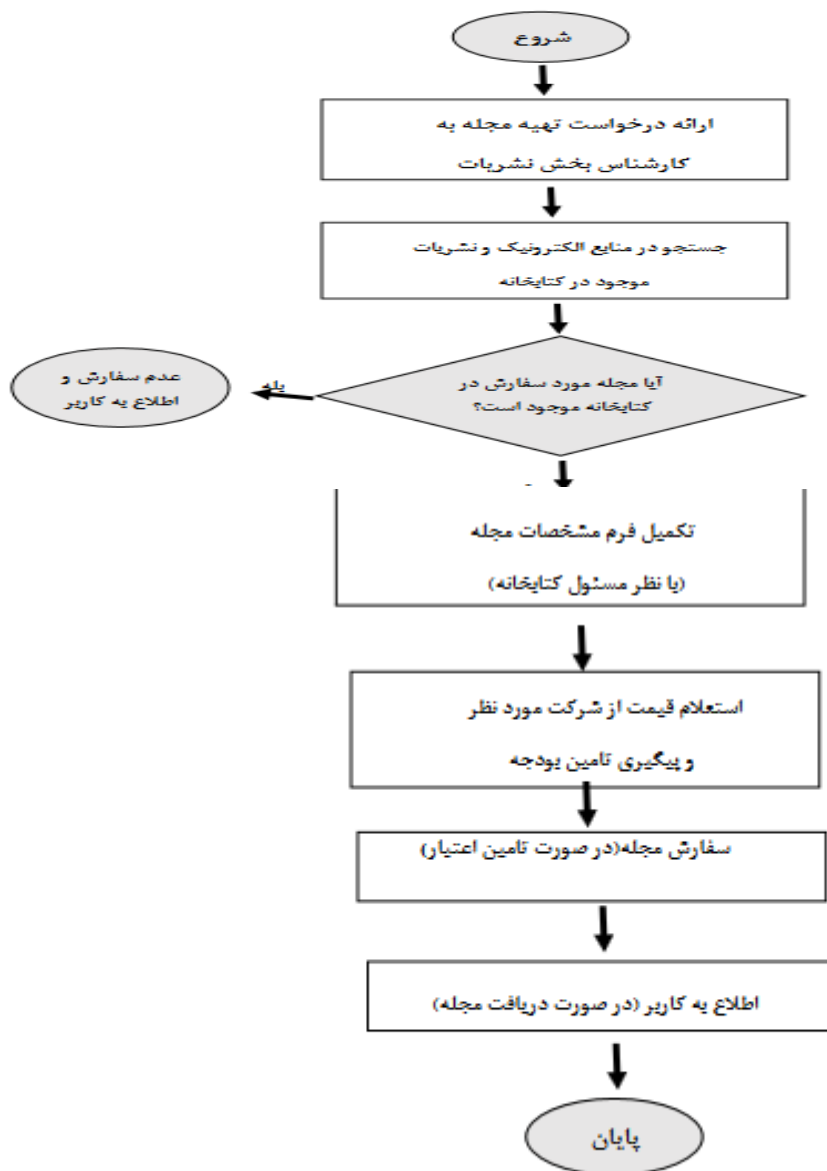 شروع
ارائه درخواست تهیه مجله به
کارشناس بخش نشریات
جستجو در منابع الکترونیک و نشریات
موجود در کتابخانه
آیا مجله مورد سفارش در
کتابخانه موجود است؟
بله
عدم سفارش و
اطلاع به کاربر
تکمیل فرم مشخصات مجله
(با نظر مسئول کتابخانه)
استعلام قیمت از شرکت مورد نظر
و پیگیری تامین بودجه
سفارش مجله(در صورت تامین اعتبار)
اطلاع به کاربر (در صورت دریافت مجله)
پایان